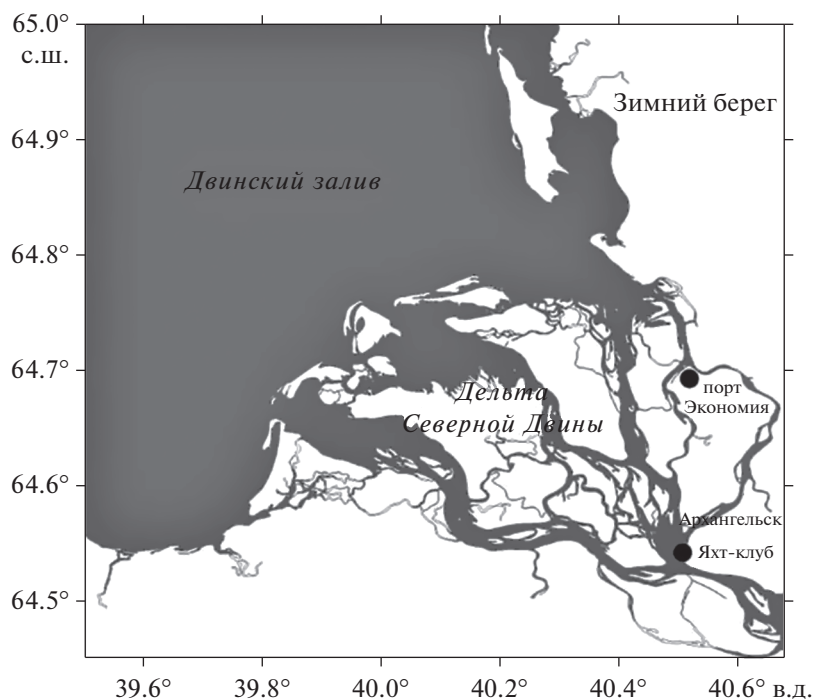 65.0°
с.ш.
64.9°
64.8°
64.7°
64.6°
64.5°
Зимний берег
Двинский залив
порт
Экономия
Дельта
Северной Двины
Архангельск
Яхт-клуб
39.6°
39.8°
40.0°
40.2°
40.4°
40.6° в.д.